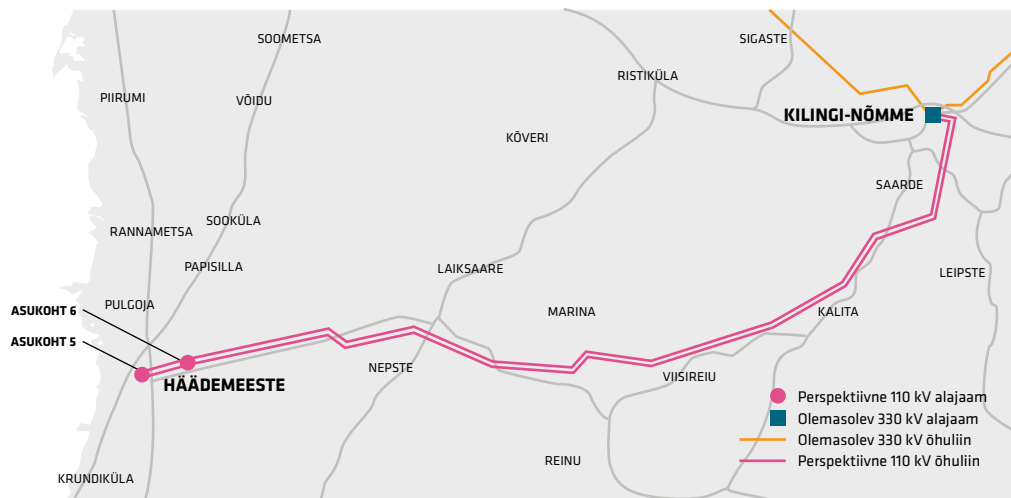 SOOMETSA
SIGASTE
RISTIKÜLA
PIIRUMI
VÕIDU
KILINGI-NÕMME
KÕVERI
SAARDE
SOOKÜLA
RANNAMETSA
PAPISILLA
LAIKSAARE
LEIPSTE
PULGOJA
ASUKOHT 6
MARINA
KALITA
ASUKOHT 5
NEPSTE
VIISIREIU
HÄÄDEMEESTE
Perspektiivne 110 kV alajaam
Olemasolev 330 kV alajaam
Olemasolev 330 kV õhuliin
Perspektiivne 110 kV õhuliin
REINU
KRUNDIKÜLA